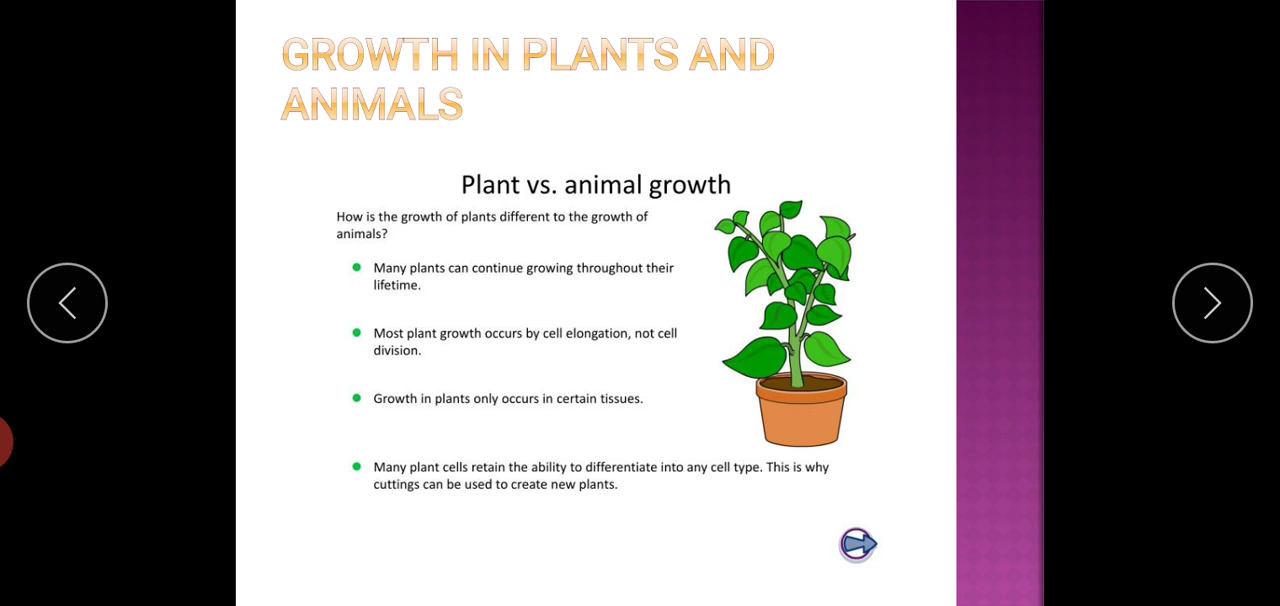 GROWTH IN PLANTS AND
ANIMALS
Plant vs. animal growth
How is the growth of plants different to the growth of
animals?
Many plants can continue growing throughout their
lifetime.
Most plant growth occurs by cell elongation, not cell
division.
Growth in plants only occurs in certain tissues.
Many plant cells retain the ability to differentiate into any cell type. This is why
cuttings can be used to create new plants.